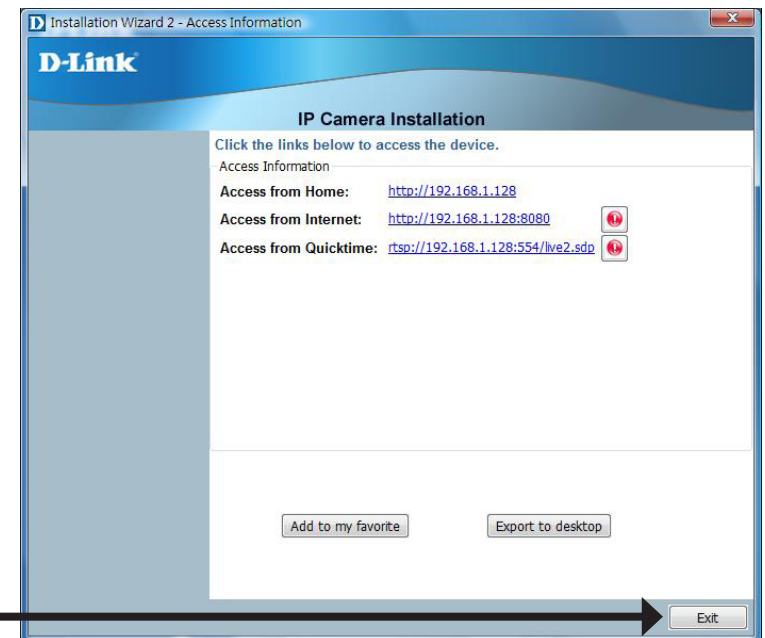 Installation Wizard 2 - Access Information
D-Link
IP Camera Installation
Click the links below to access the device.
Access Information
Access from Home: http://192.168.1.128
Access from Internet: http://192.168.1.128:8080
Access from Quicktime: rtsp://192.168.1.128:554/live2.sdp
Add to my favorite Export to desktop
Exit